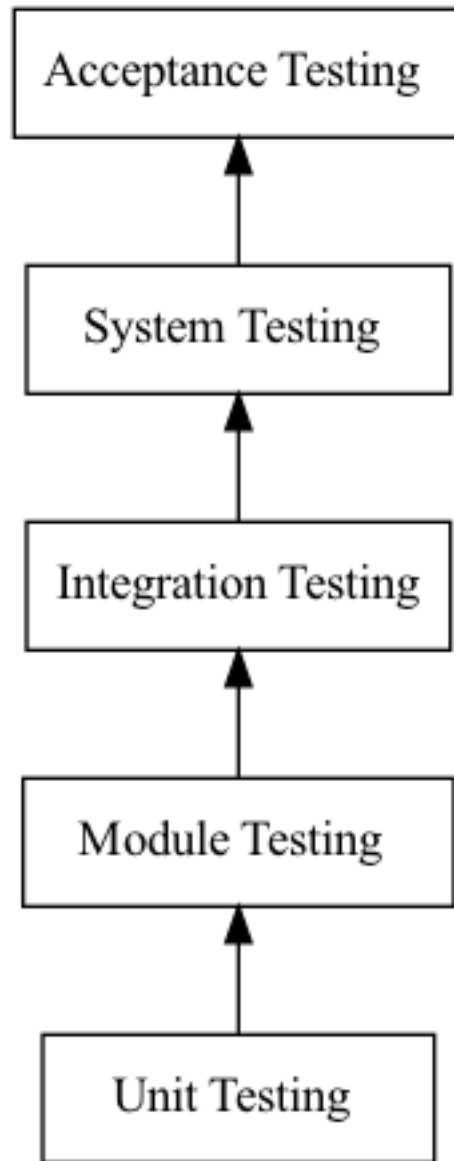 Acceptance Testing
System Testing
Integration Testing
Module Testing
Unit Testing